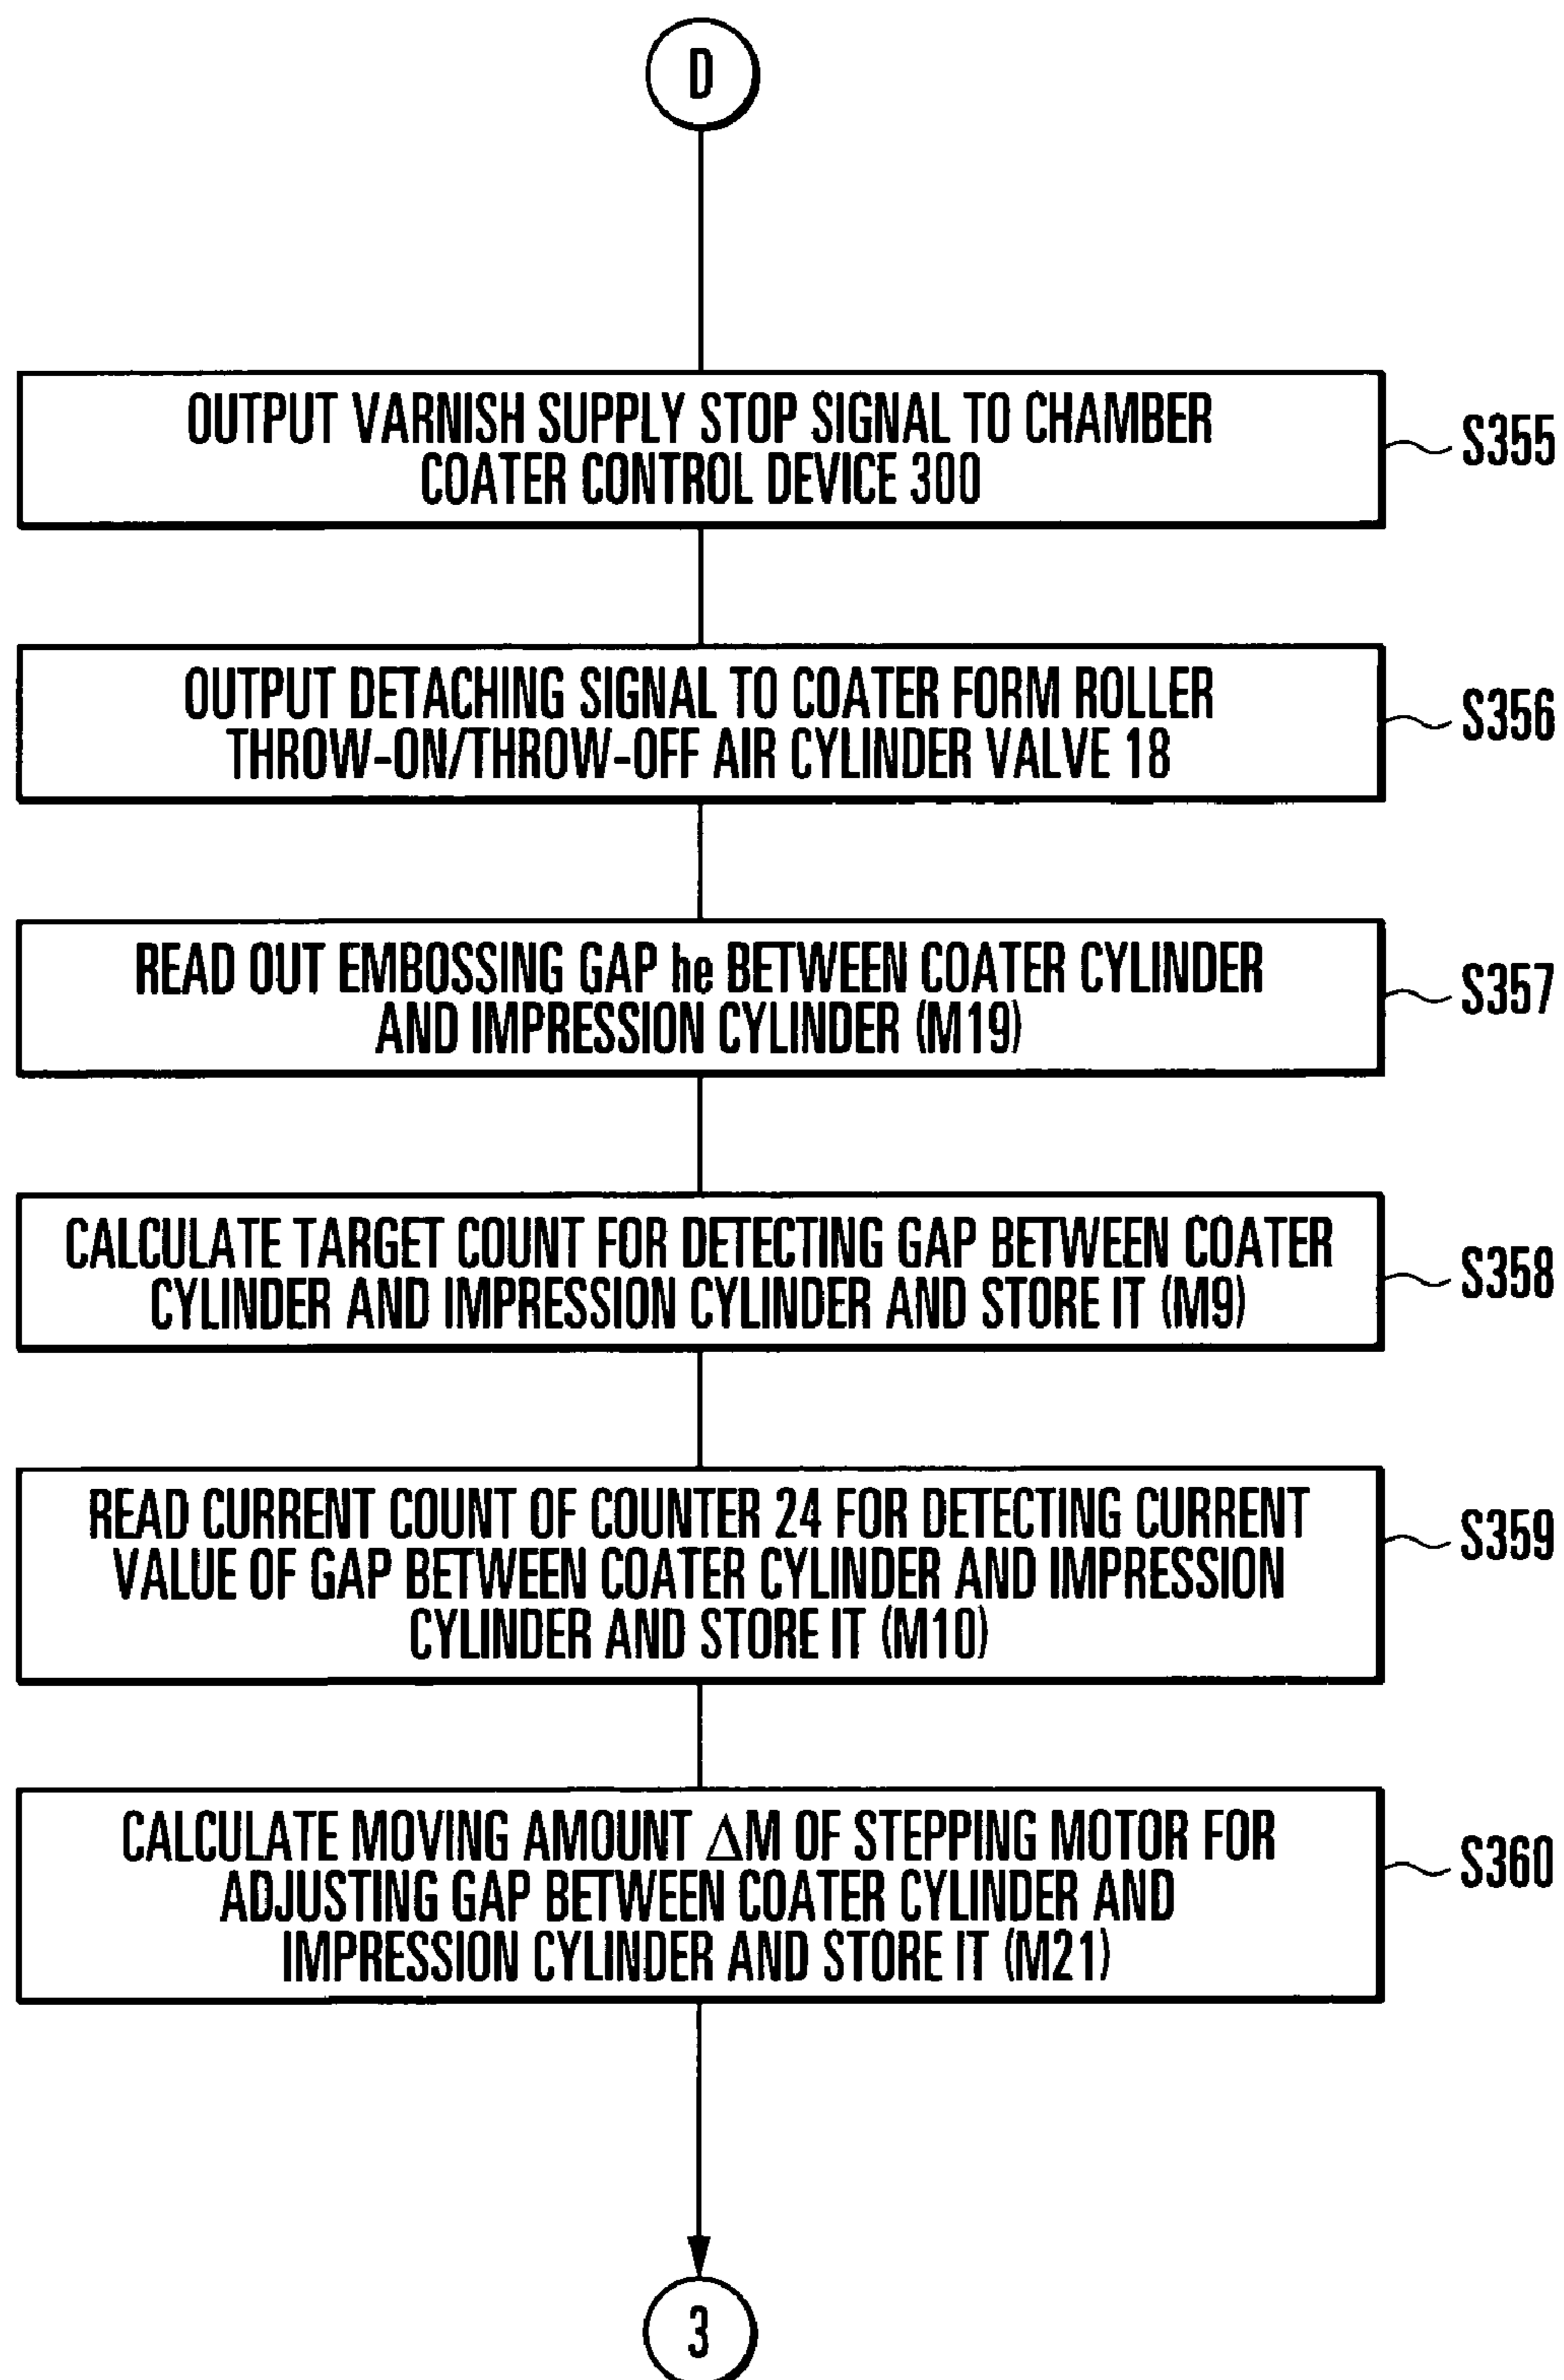 D
OUTPUT VARNISH SUPPLY STOP SIGNAL TO CHAMBER
COATER CONTROL DEVICE 300
S355
OUTPUT DETACHING SIGNAL TO COATER FORM ROLLER
THROW-ON/THROW-OFF AIR CYLINDER VALVE 18
S356
READ OUT EMBOSSING GAP he BETWEEN COATER CYLINDER
AND IMPRESSION CYLINDER (M19)
S357
CALCULATE TARGET COUNT FOR DETECTING GAP BETWEEN COATER
CYLINDER AND IMPRESSION CYLINDER AND STORE IT (M9)
S358
READ CURRENT COUNT OF COUNTER 24 FOR DETECTING CURRENT
VALUE OF GAP BETWEEN COATER CYLINDER AND IMPRESSION
CYLINDER AND STORE IT (M10)
S359
CALCULATE MOVING AMOUNT ΔM OF STEPPING MOTOR FOR
ADJUSTING GAP BETWEEN COATER CYLINDER AND
IMPRESSION CYLINDER AND STORE IT (M21)
S360
3